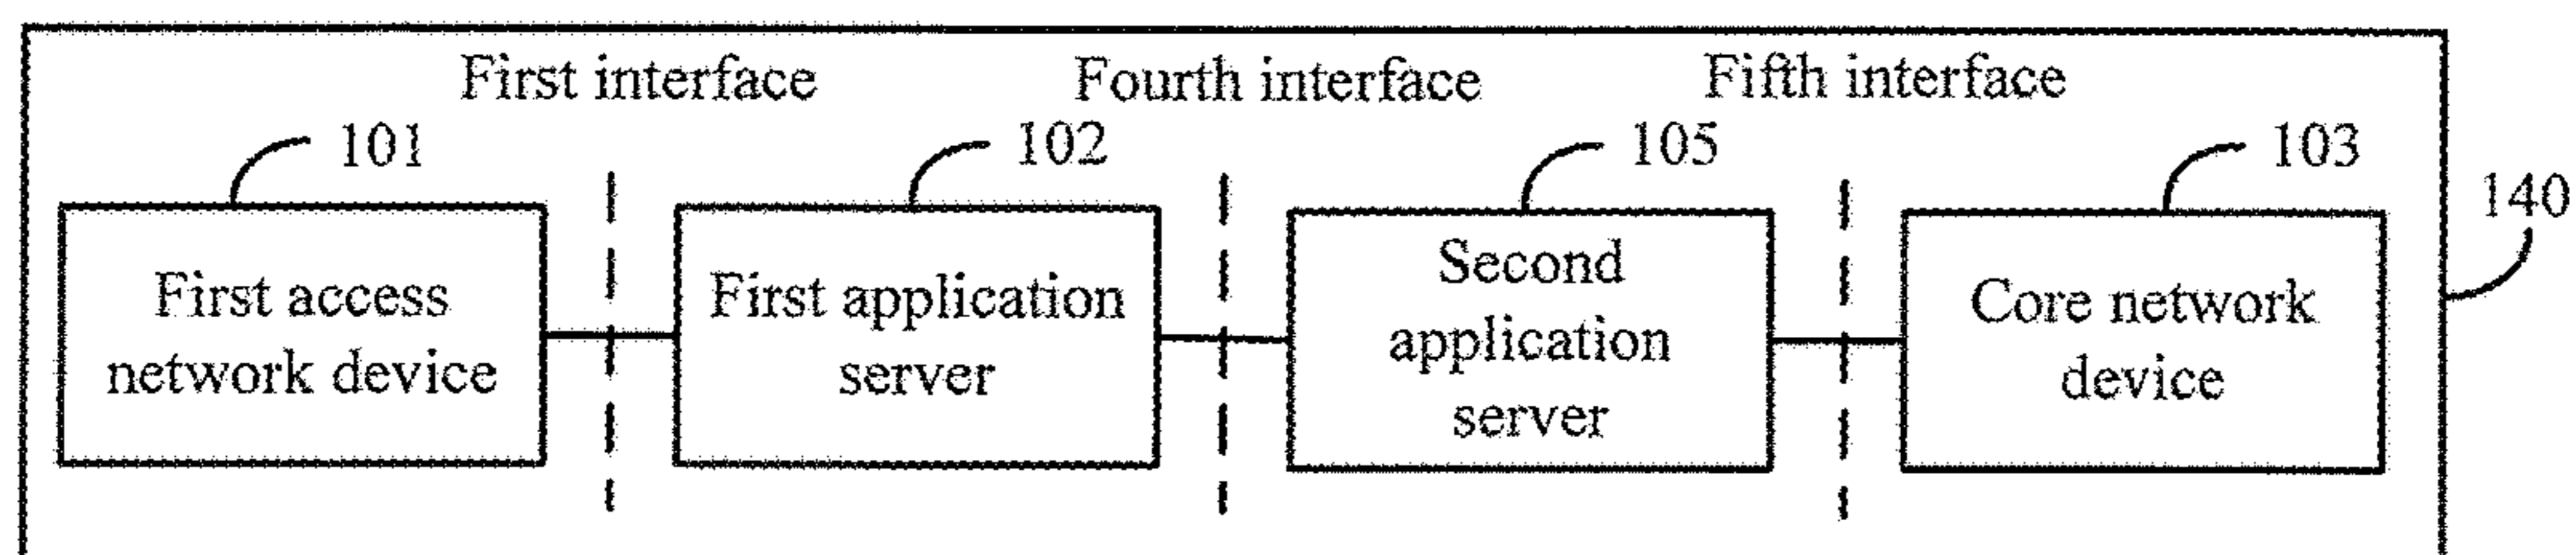 First interface
Fourth interface
Fifth interface
101
102
105
103
140
First access
network device
First application
server
Second
application
server
Core network
device